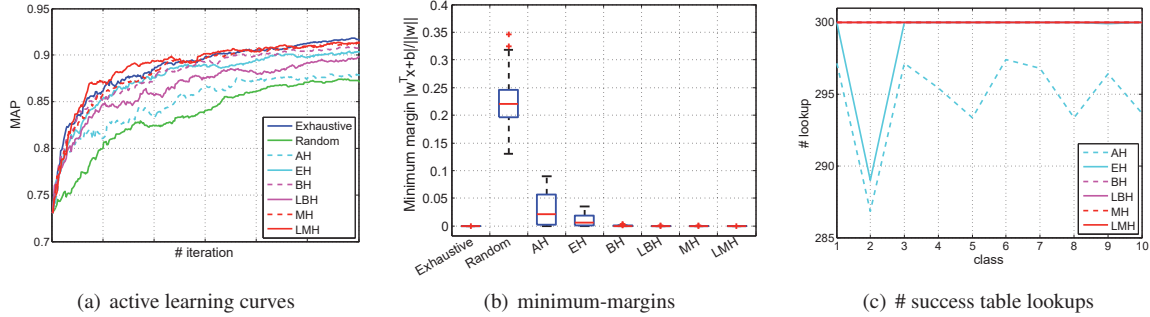 0.95
0.9
0.85
0.8
0.75
0.7
MAP
# iteration
Exhaustive
Random
AH
EH
BH
LBH
MH
LMH
(a) active learning curves
0.4
0.35
0.3
0.25
0.2
0.15
0.1
0.05
0
Minimum margin |wᵀx+b|/||w||
Exhaustive
Random
AH
EH
BH
LBH
MH
LMH
(b) minimum-margins
300
295
290
285
# lookup
1 2 3 4 5 6 7 8 9 10
class
AH
EH
BH
LBH
MH
LMH
(c) # success table lookups